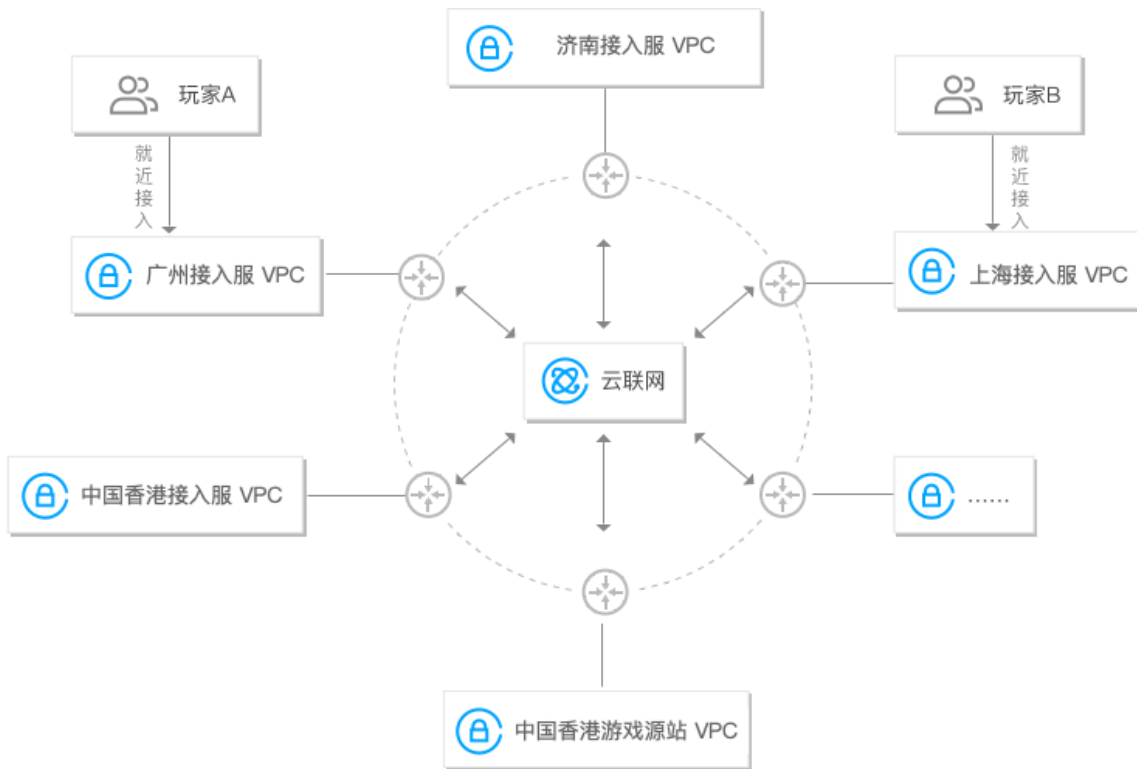 济南接入服 VPC
玩家A
玩家B
就近接入
就近接入
广州接入服 VPC
上海接入服 VPC
云联网
中国香港接入服 VPC
……
中国香港游戏源站 VPC